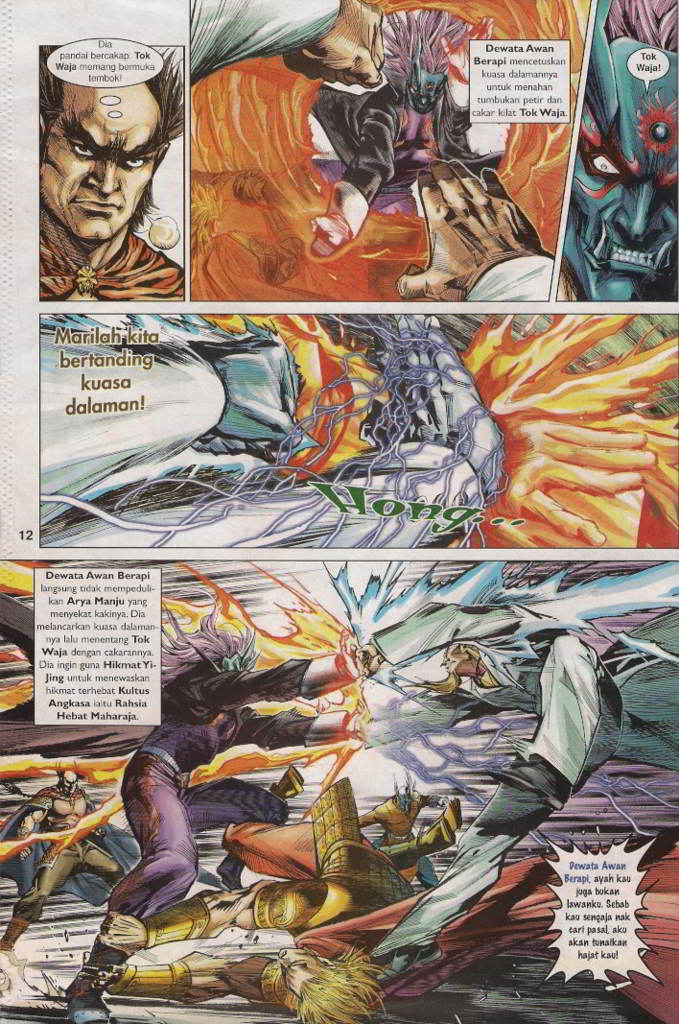 Dia
pandai bercakap. Tok
Waja memang bermuka
tembok!
Dewata Awan
Berapi mencetuskan
kuasa dalamannya
untuk menahan
tumbukan petir dan
cakar kilat Tok Waja.
Tok
Waja!
Marilah kita
bertanding
kuasa
dalaman!
Hong...
12
Dewata Awan Berapi
langsung tidak mempeduli-
kan Arya Manju yang
menyekat kakinya. Dia
melancarkan kuasa dalaman-
nya lalu menentang Tok
Waja dengan cakarannya.
Dia ingin guna Hikmat Yi-
Jing untuk menewaskan
hikmat terhebat Kultus
Angkasa iaitu Rahsia
Hebat Maharaja.
Dewata Awan
Berapi, ayah kau
juga bukan
lawanku. Sebab
kau sengaja nak
cari pasal, aku
akan tunaikan
hajat kau!